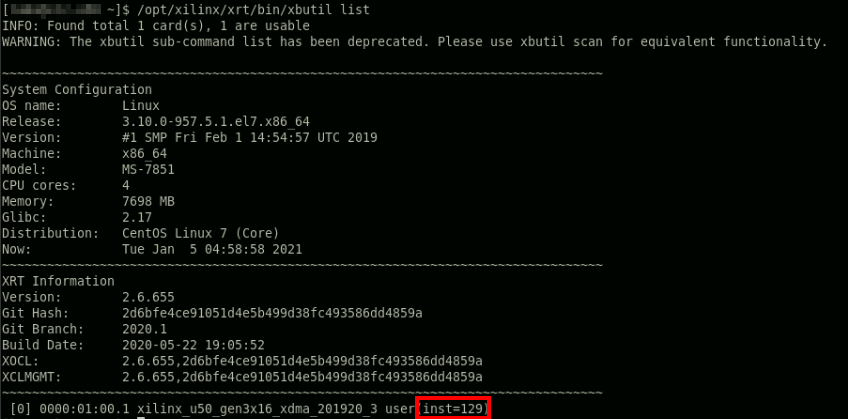 [ ~]$ /opt/xilinx/xrt/bin/xbutil list
INFO: Found total 1 card(s), 1 are usable
WARNING: The xbutil sub-command list has been deprecated. Please use xbutil scan for equivalent functionality.
~~~~~~~~~~~~~~~~~~~~~~~~~~~~~~~~~~~~~~~~~~~~~~~~~~~~~~~~~~~~~~~~~~~~~~~~~~~~~~~~
System Configuration
OS name: Linux
Release: 3.10.0-957.5.1.el7.x86_64
Version: #1 SMP Fri Feb 1 14:54:57 UTC 2019
Machine: x86_64
Model: MS-7851
CPU cores: 4
Memory: 7698 MB
Glibc: 2.17
Distribution: CentOS Linux 7 (Core)
Now: Tue Jan  5 04:58:58 2021
~~~~~~~~~~~~~~~~~~~~~~~~~~~~~~~~~~~~~~~~~~~~~~~~~~~~~~~~~~~~~~~~~~~~~~~~~~~~~~~~
XRT Information
Version: 2.6.655
Git Hash: 2d6bfe4ce91051d4e5b499d38fc493586dd4859a
Git Branch: 2020.1
Build Date: 2020-05-22 19:05:52
XOCL: 2.6.655,2d6bfe4ce91051d4e5b499d38fc493586dd4859a
XCLMGMT: 2.6.655,2d6bfe4ce91051d4e5b499d38fc493586dd4859a
~~~~~~~~~~~~~~~~~~~~~~~~~~~~~~~~~~~~~~~~~~~~~~~~~~~~~~~~~~~~~~~~~~~~~~~~~~~~~~~~
[0] 0000:01:00.1 xilinx_u50_gen3x16_xdma_201920_3 user(inst=129)